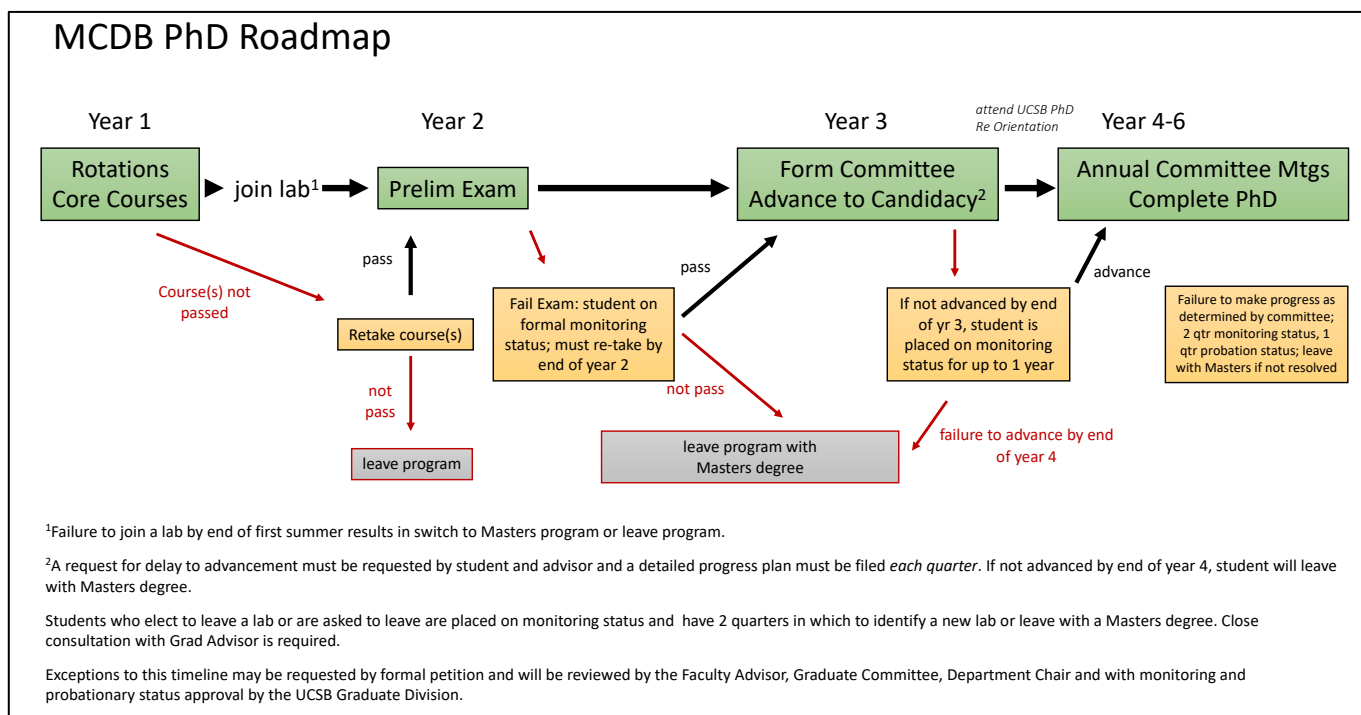 MCDB PhD Roadmap
Year 1
Year 2
Year 3
attend UCSB PhD
Re Orientation
Year 4-6
Rotations
Core Courses
join lab¹
Prelim Exam
Form Committee
Advance to Candidacy²
Annual Committee Mtgs
Complete PhD
Course(s) not
passed
pass
Retake course(s)
not
pass
leave program
Fail Exam: student on
formal monitoring
status; must re-take by
end of year 2
pass
not pass
leave program with
Masters degree
If not advanced by end
of yr 3, student is
placed on monitoring
status for up to 1 year
advance
failure to advance by end
of year 4
Failure to make progress as
determined by committee;
2 qtr monitoring status, 1
qtr probation status; leave
with Masters if not resolved
¹Failure to join a lab by end of first summer results in switch to Masters program or leave program.
²A request for delay to advancement must be requested by student and advisor and a detailed progress plan must be filed each quarter. If not advanced by end of year 4, student will leave
with Masters degree.
Students who elect to leave a lab or are asked to leave are placed on monitoring status and have 2 quarters in which to identify a new lab or leave with a Masters degree. Close
consultation with Grad Advisor is required.
Exceptions to this timeline may be requested by formal petition and will be reviewed by the Faculty Advisor, Graduate Committee, Department Chair and with monitoring and
probationary status approval by the UCSB Graduate Division.